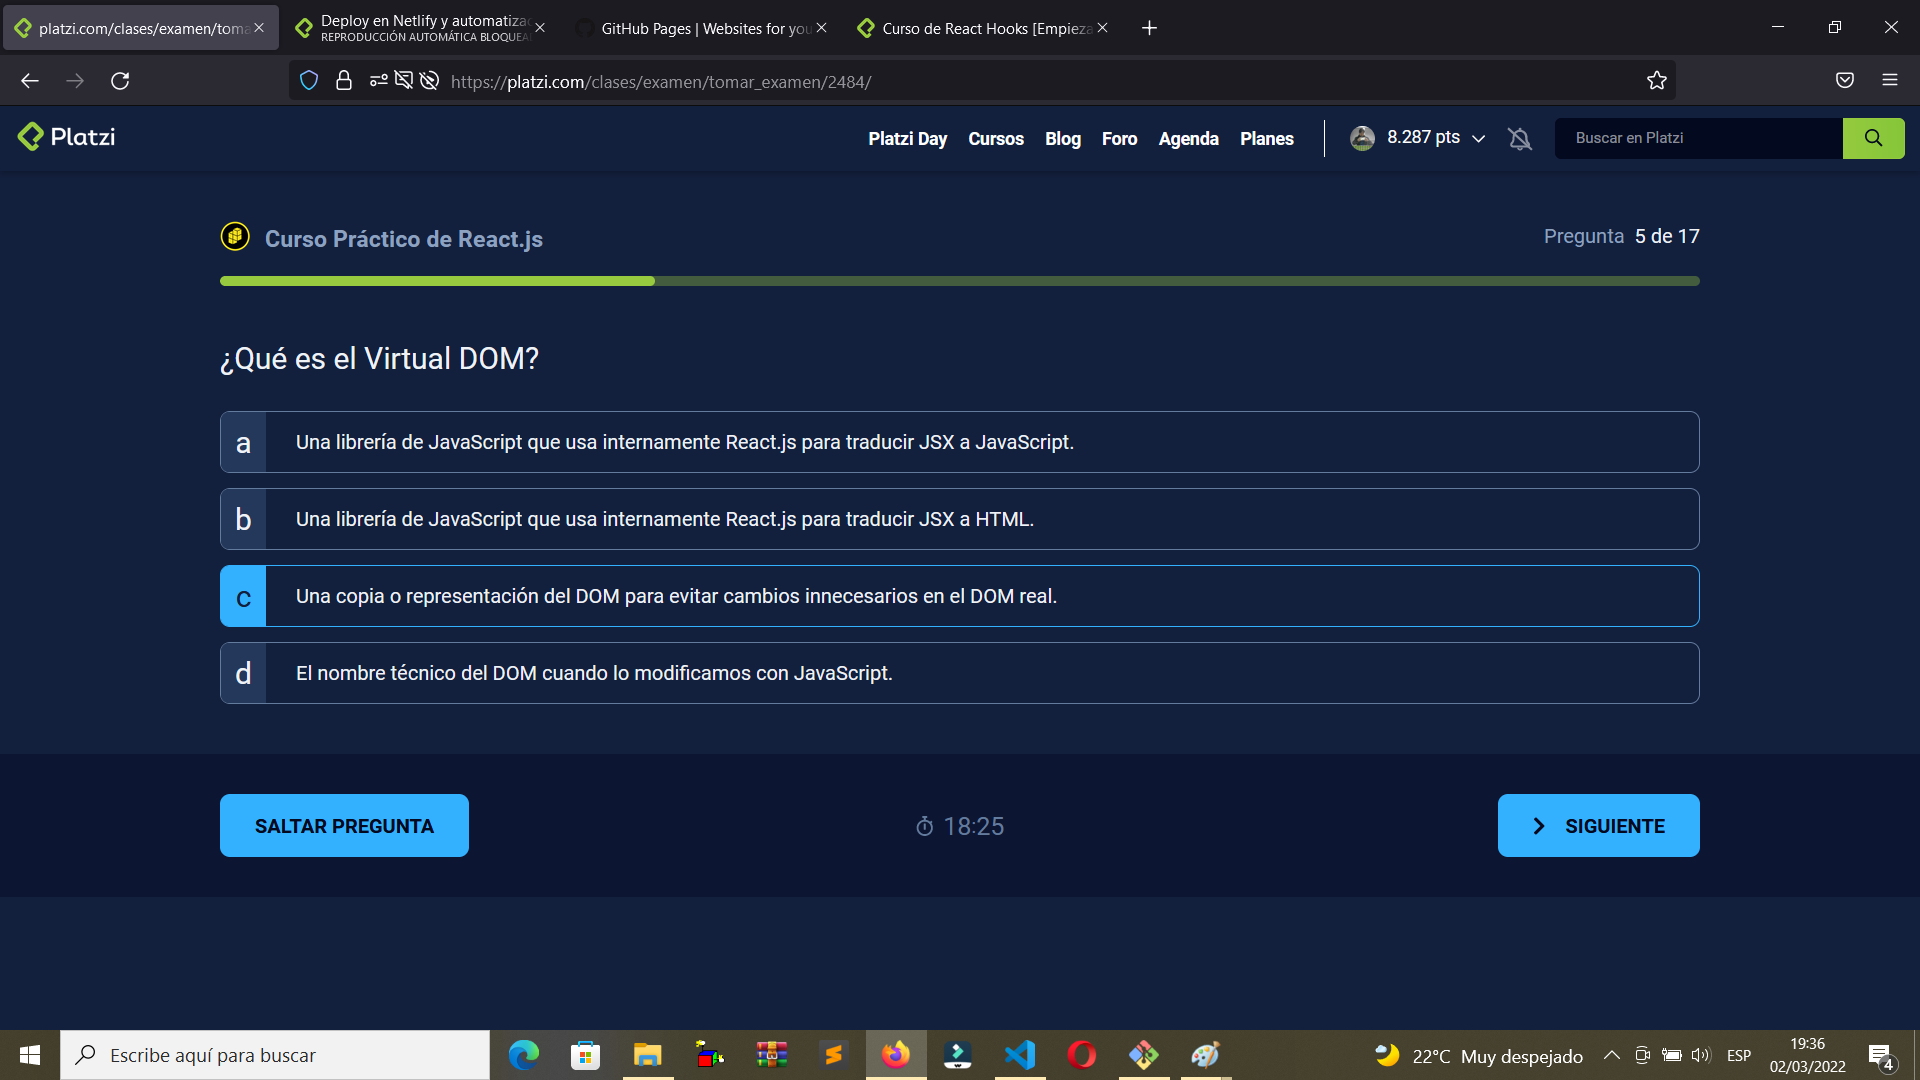 platzi.com/clases/examen/toma
Deploy en Netlify y automatiza
REPRODUCCIÓN AUTOMÁTICA BLOQUEA
GitHub Pages | Websites for you
Curso de React Hooks [Empieza
https://platzi.com/clases/examen/tomar_examen/2484/
Platzi
Platzi Day
Cursos
Blog
Foro
Agenda
Planes
8.287 pts
Buscar en Platzi
Curso Práctico de React.js
Pregunta 5 de 17
¿Qué es el Virtual DOM?
a Una librería de JavaScript que usa internamente React.js para traducir JSX a JavaScript.
b Una librería de JavaScript que usa internamente React.js para traducir JSX a HTML.
c Una copia o representación del DOM para evitar cambios innecesarios en el DOM real.
d El nombre técnico del DOM cuando lo modificamos con JavaScript.
SALTAR PREGUNTA
18:25
SIGUIENTE
Escribe aquí para buscar
22°C Muy despejado
ESP
19:36
02/03/2022
4